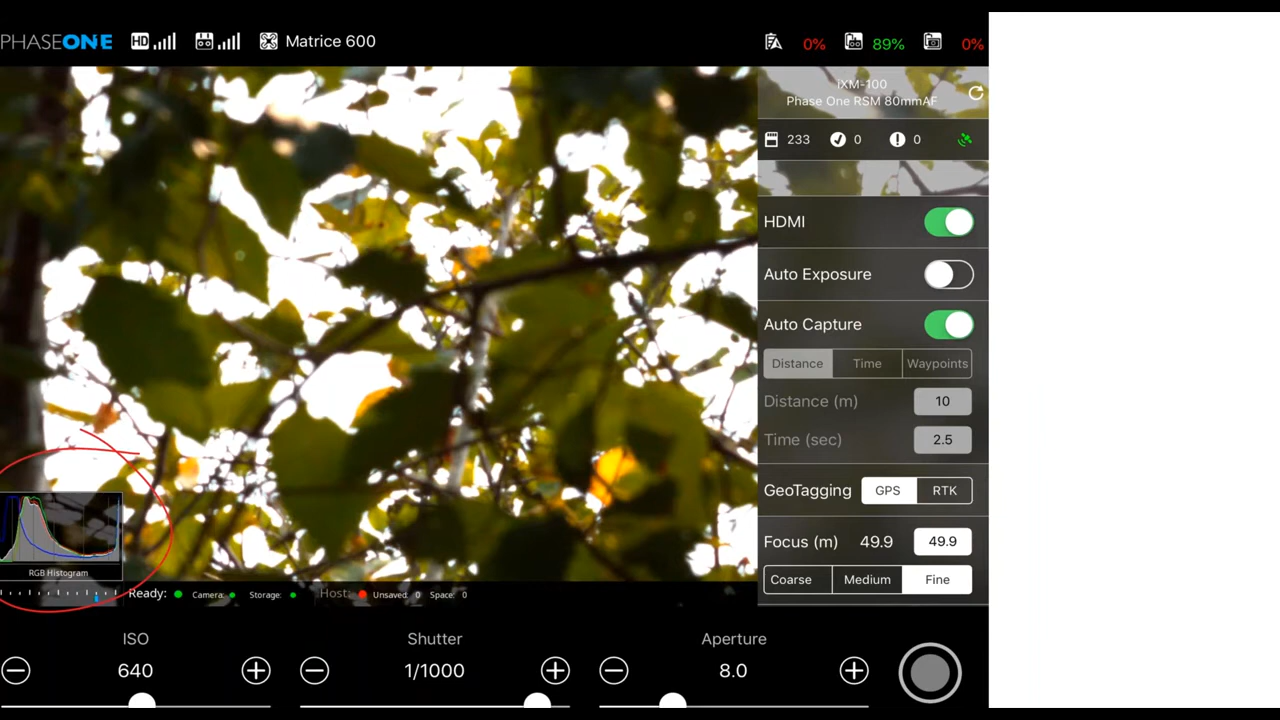 PHASEONE HD Matrice 600 0% 89% 0%
iXM-100
Phase One RSM 80mmAF
233 0 0
HDMI
Auto Exposure
Auto Capture
Distance Time Waypoints
Distance (m) 10
Time (sec) 2.5
GeoTagging GPS RTK
Focus (m) 49.9 49.9
Coarse Medium Fine
RGB Histogram
Ready: Camera: Storage: Host: Unsaved: 0 Space: 0
ISO Shutter Aperture
640 1/1000 8.0